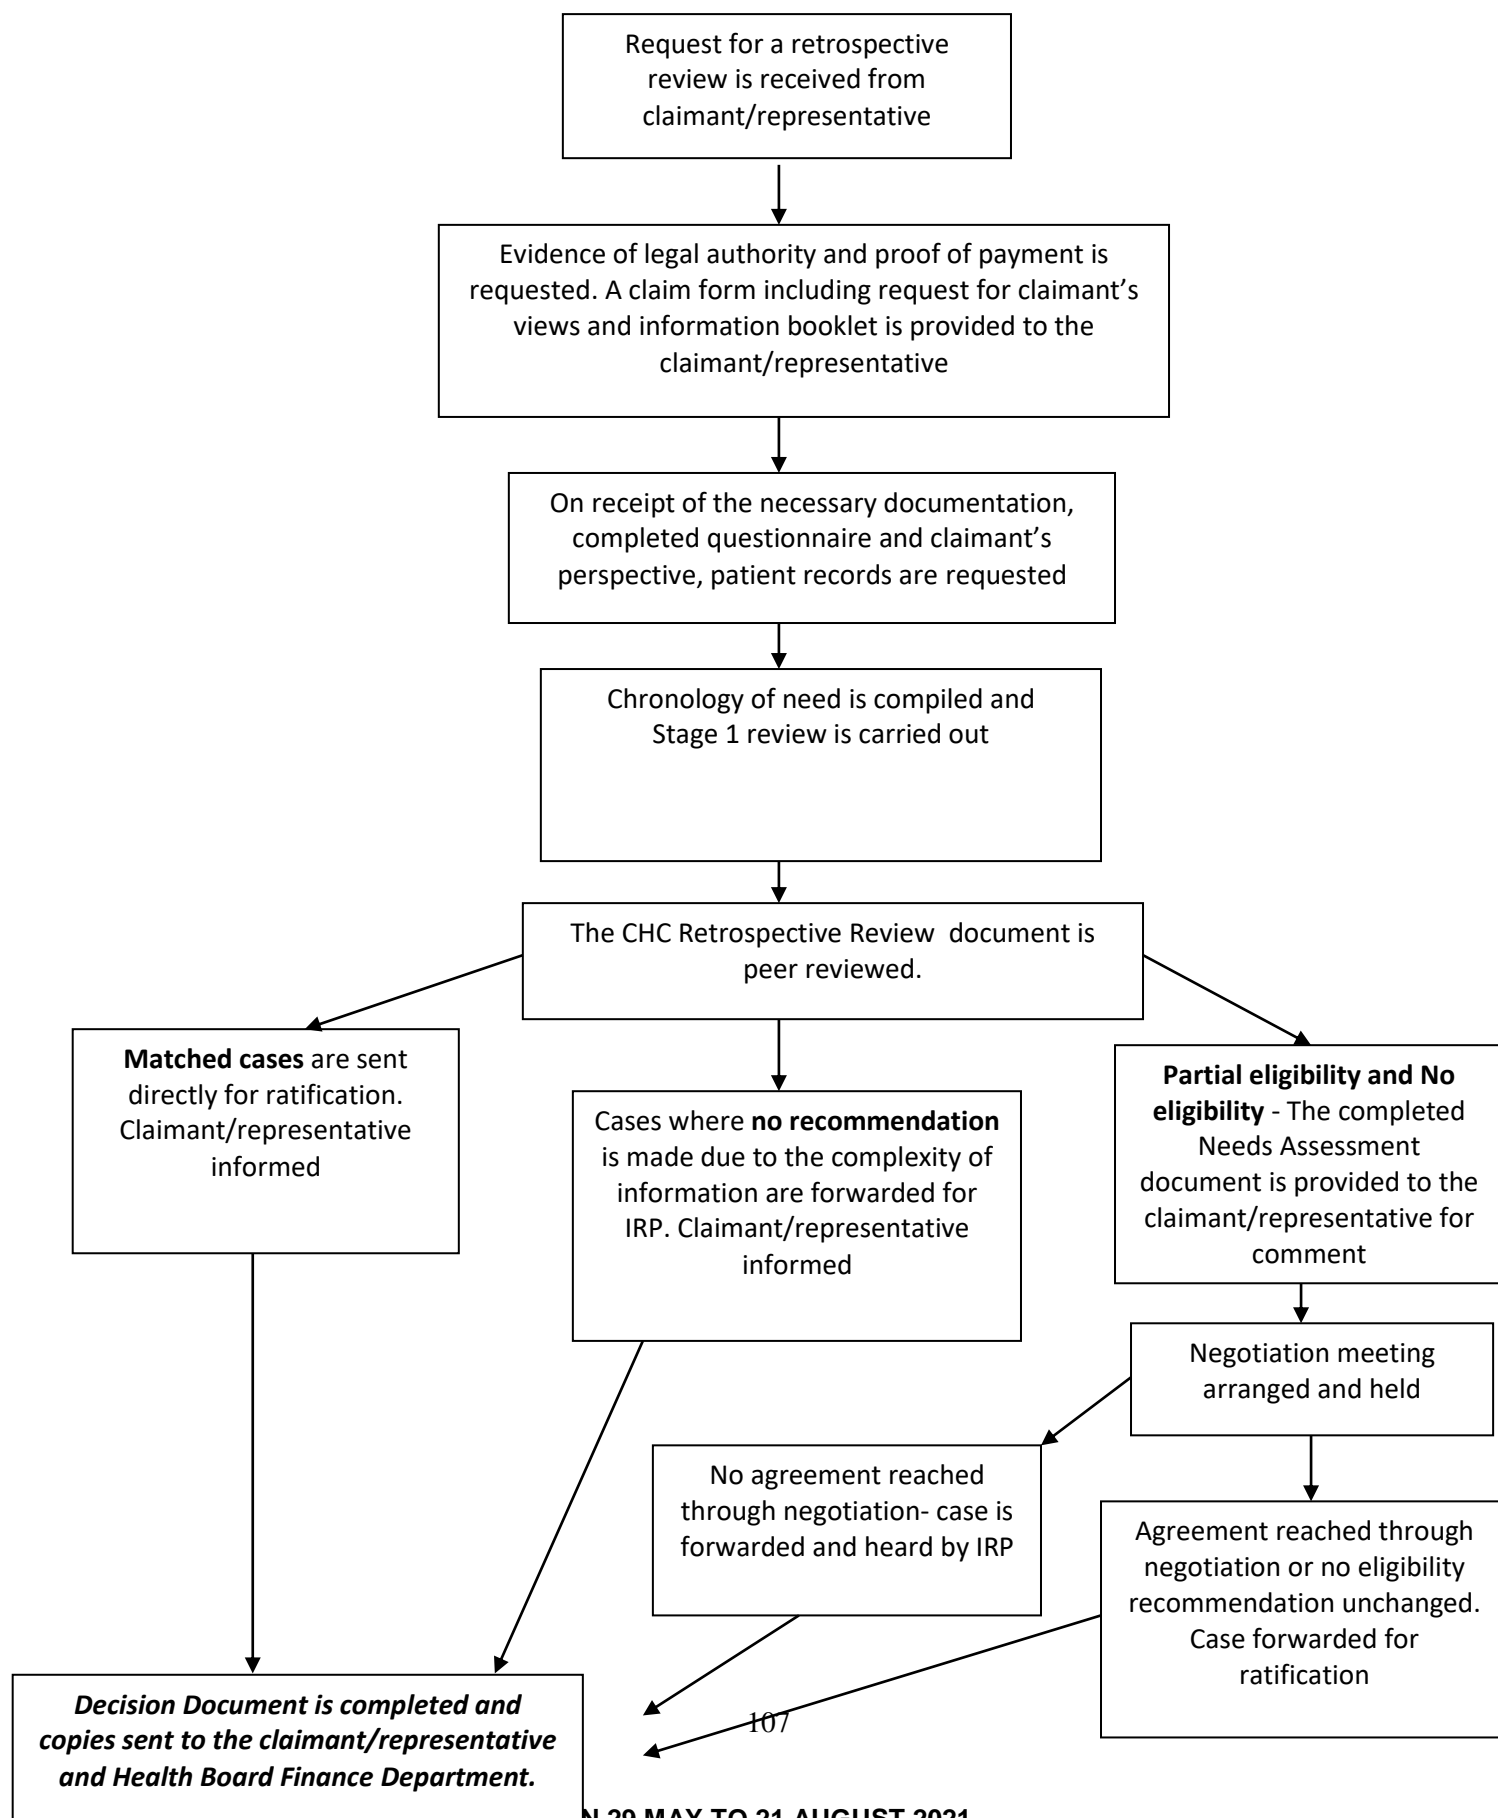 Request for a retrospective
review is received from
claimant/representative
Evidence of legal authority and proof of payment is
requested. A claim form including request for claimant’s
views and information booklet is provided to the
claimant/representative
On receipt of the necessary documentation,
completed questionnaire and claimant’s
perspective, patient records are requested
Chronology of need is compiled and
Stage 1 review is carried out
The CHC Retrospective Review  document is
peer reviewed.
Matched cases are sent
directly for ratification.
Claimant/representative
informed
Cases where no recommendation
is made due to the complexity of
information are forwarded for
IRP. Claimant/representative
informed
Partial eligibility and No
eligibility - The completed
Needs Assessment
document is provided to the
claimant/representative for
comment
Negotiation meeting
arranged and held
No agreement reached
through negotiation- case is
forwarded and heard by IRP
Agreement reached through
negotiation or no eligibility
recommendation unchanged.
Case forwarded for
ratification
Decision Document is completed and
copies sent to the claimant/representative
and Health Board Finance Department.
107
29 MAY TO 21 AUGUST 2021